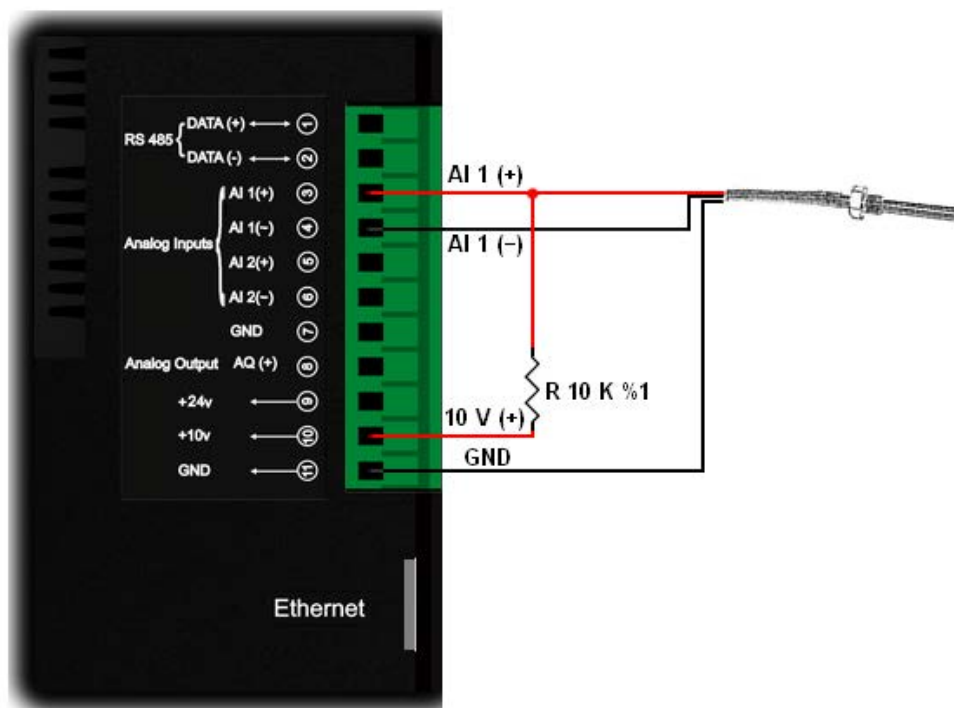 RS 485
DATA (+)
1
DATA (-)
2
Analog Inputs
AI 1(+)
3
AI 1(−)
4
AI 2(+)
5
AI 2(−)
6
GND
7
Analog Output AQ (+)
8
+24v
9
+10v
10
GND
11
AI 1 (+)
AI 1 (−)
R 10 K %1
10 V (+)
GND
Ethernet